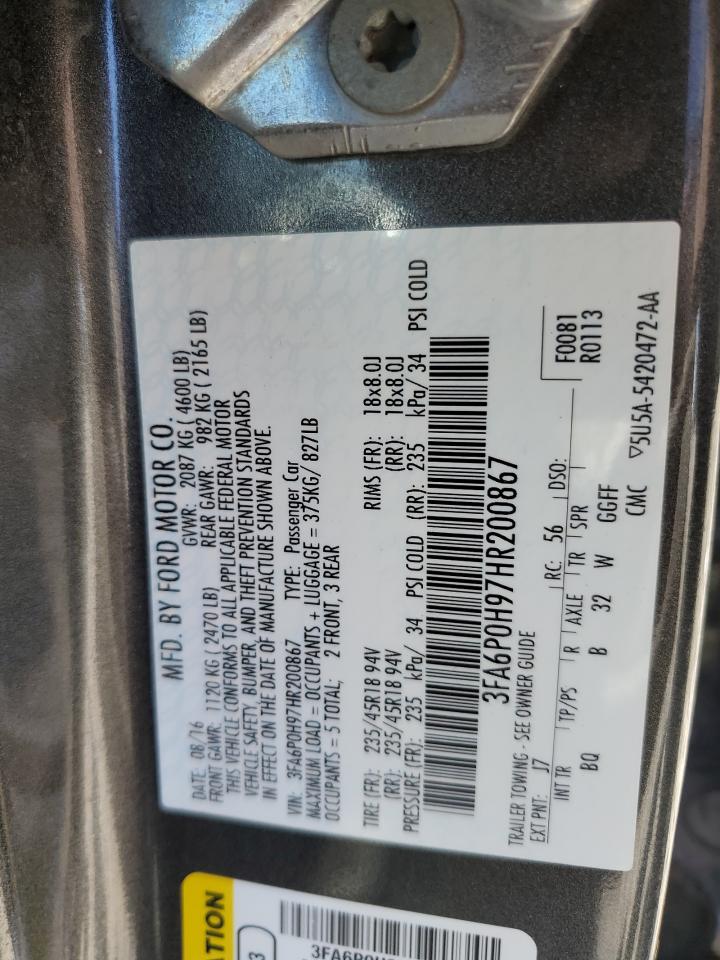 MFD. BY FORD MOTOR CO.
DATE: 08/16 GVWR: 2087 KG ( 4600 LB)
FRONT GAWR: 1120 KG ( 2470 LB) REAR GAWR: 982 KG ( 2165 LB)
THIS VEHICLE CONFORMS TO ALL APPLICABLE FEDERAL MOTOR
VEHICLE SAFETY, BUMPER, AND THEFT PREVENTION STANDARDS
IN EFFECT ON THE DATE OF MANUFACTURE SHOWN ABOVE.
VIN: 3FA6P0H97HR200867 TYPE: Passenger Car
MAXIMUM LOAD = OCCUPANTS + LUGGAGE = 375KG/ 827LB
OCCUPANTS = 5 TOTAL; 2 FRONT, 3 REAR
TIRE (FR): 235/45R18 94V RIMS (FR): 18x8.0J
(RR): 235/45R18 94V (RR): 18x8.0J
PRESSURE (FR): 235 kPa/ 34 PSI COLD (RR): 235 kPa/ 34 PSI COLD
3FA6P0H97HR200867
TRAILER TOWING - SEE OWNER GUIDE
EXT PNT: J7 RC: 56 DSO: F0081
R0113
INT TR TP/PS R AXLE TR SPR
BQ B 32 W GGFF
CMC ▽5U5A-5420472-AA